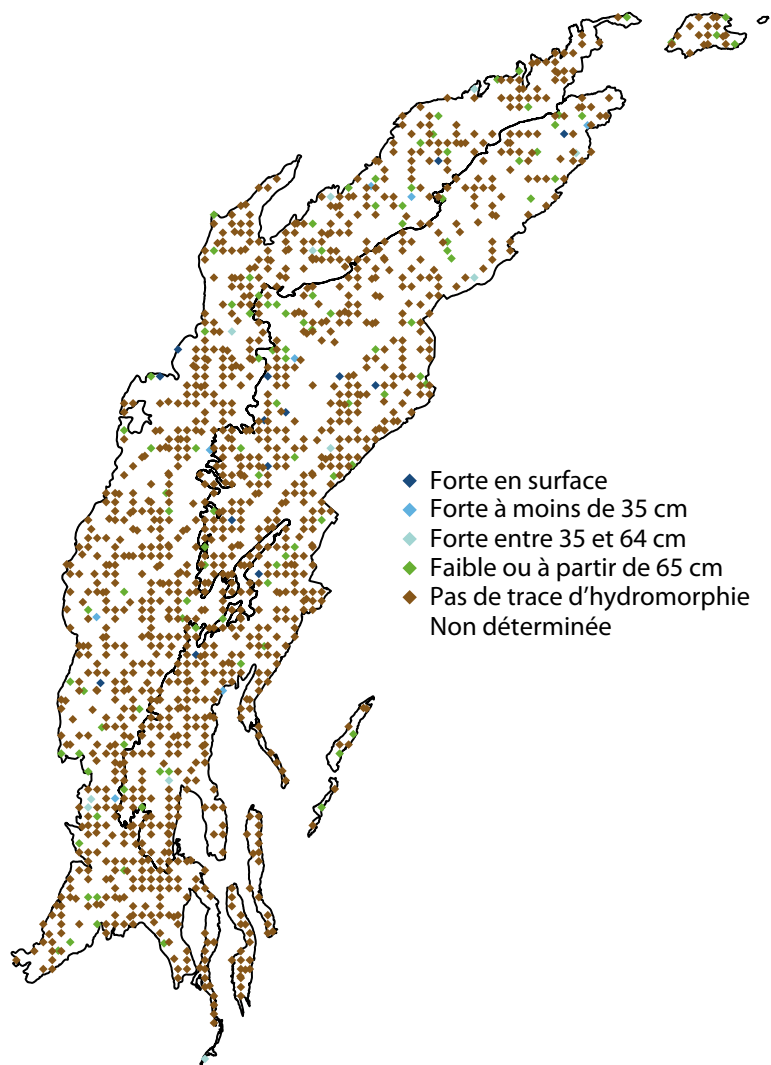 Forte en surface
Forte à moins de 35 cm
Forte entre 35 et 64 cm
Faible ou à partir de 65 cm
Pas de trace d’hydromorphie
Non déterminée